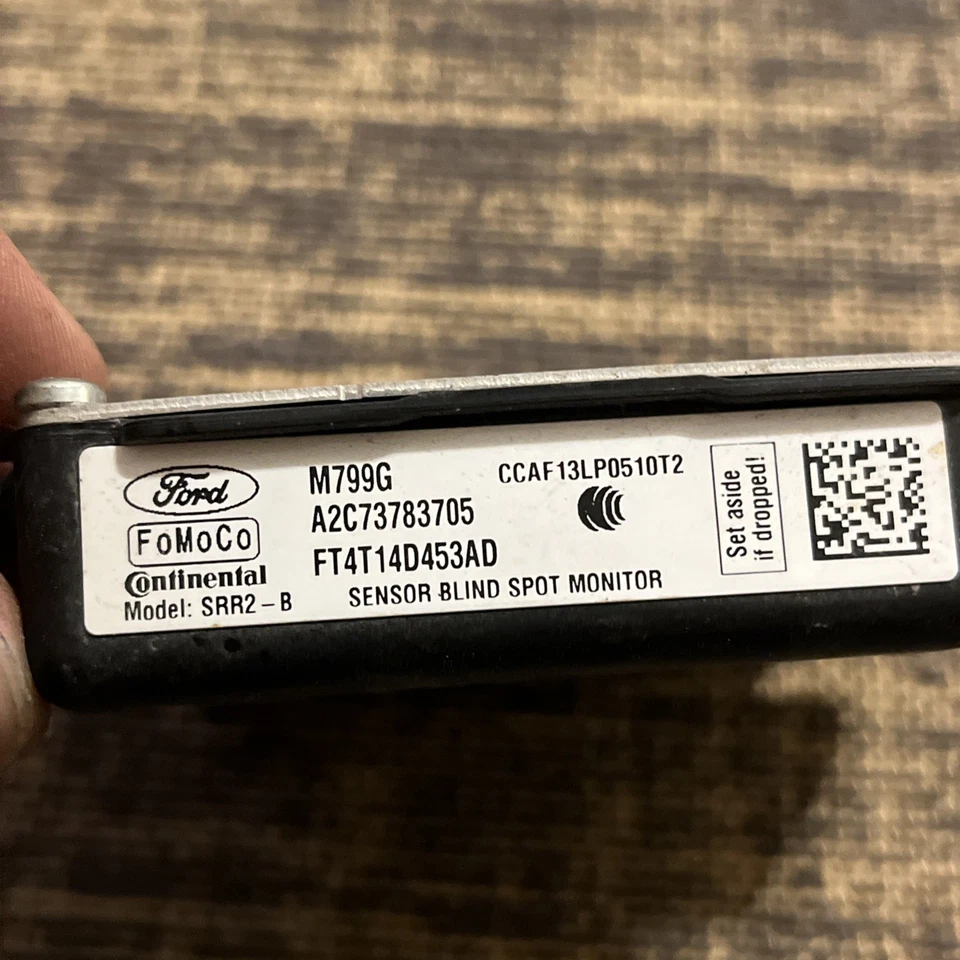 Ford
FoMoCo
Continental
Model: SRR2-B
M799G
A2C73783705
FT4T14D453AD
SENSOR BLIND SPOT MONITOR
CCAF13LP0510T2
Set aside
if dropped!